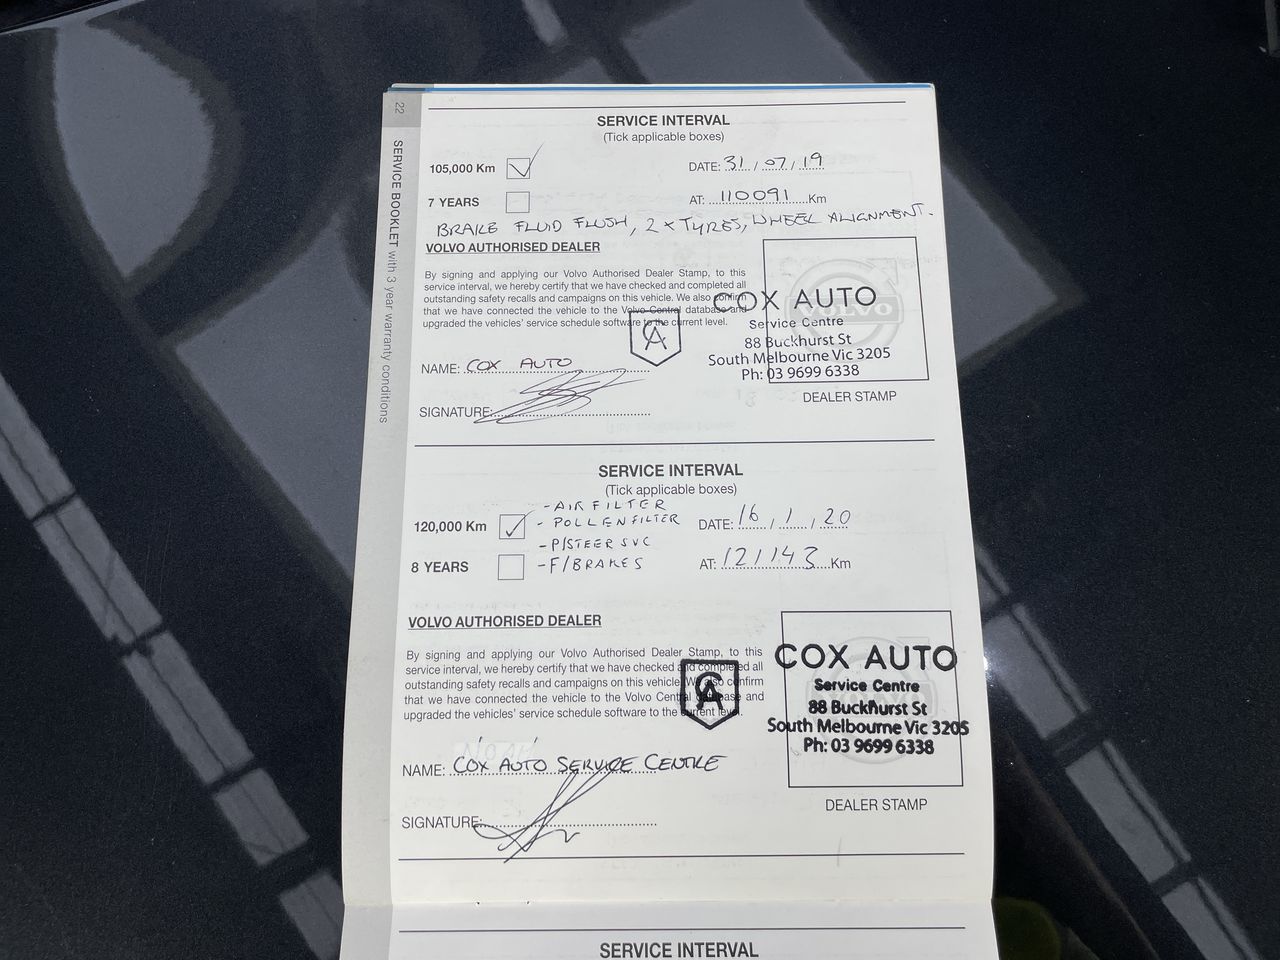 22
SERVICE BOOKLET with 3 year warranty conditions
SERVICE INTERVAL
(Tick applicable boxes)
105,000 Km
DATE: 31/07/19
7 YEARS
AT: 110091 Km
BRAKE FLUID FLUSH, 2 x TYRES, WHEEL ALIGNMENT.
VOLVO AUTHORISED DEALER
By signing and applying our Volvo Authorised Dealer Stamp, to this
service interval, we hereby certify that we have checked and completed all
outstanding safety recalls and campaigns on this vehicle. We also confirm
that we have connected the vehicle to the Volvo Central database and
upgraded the vehicles' service schedule software to the current level.
CA
VOLVO
COX AUTO
Service Centre
88 Buckhurst St
South Melbourne Vic 3205
Ph: 03 9699 6338
NAME: COX AUTO
SIGNATURE:
DEALER STAMP
SERVICE INTERVAL
(Tick applicable boxes)
120,000 Km
- AIR FILTER
- POLLEN FILTER
- P/STEER SVC
- F/BRAKES
DATE: 16/1/20
8 YEARS
AT: 121143 Km
VOLVO AUTHORISED DEALER
By signing and applying our Volvo Authorised Dealer Stamp, to this
service interval, we hereby certify that we have checked and completed all
outstanding safety recalls and campaigns on this vehicle. We also confirm
that we have connected the vehicle to the Volvo Central database and
upgraded the vehicles' service schedule software to the current level.
CA
COX AUTO
Service Centre
88 Buckhurst St
South Melbourne Vic 3205
Ph: 03 9699 6338
NAME: COX AUTO SERVICE CENTRE
SIGNATURE:
DEALER STAMP
SERVICE INTERVAL